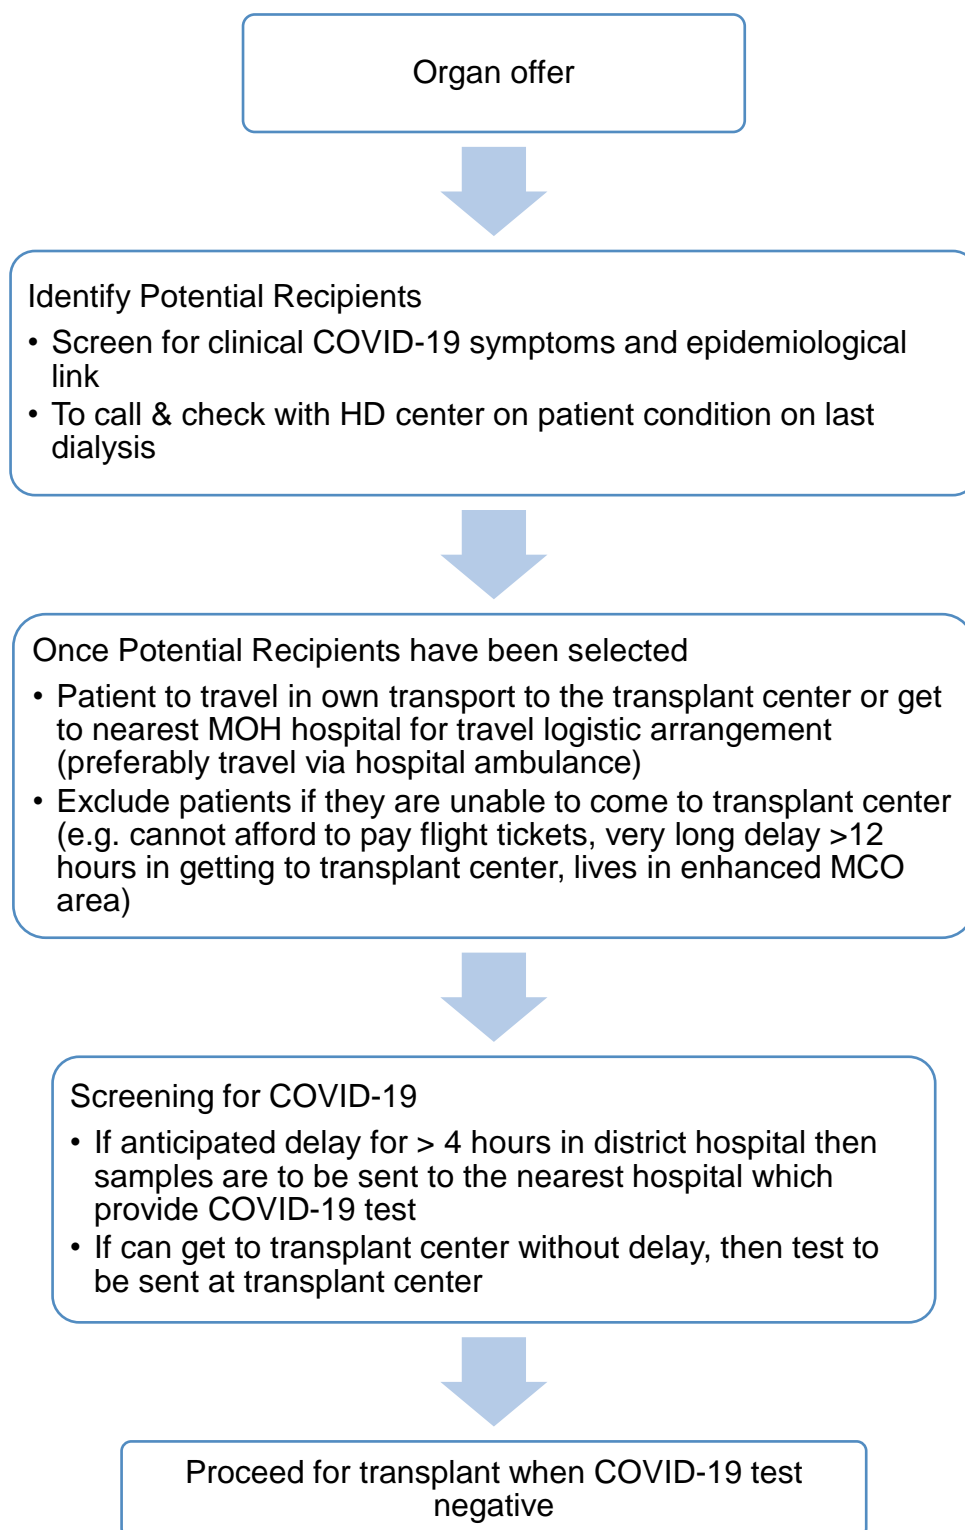 Organ offer
Identify Potential Recipients
• Screen for clinical COVID-19 symptoms and epidemiological
link
• To call & check with HD center on patient condition on last
dialysis
Once Potential Recipients have been selected
• Patient to travel in own transport to the transplant center or get
to nearest MOH hospital for travel logistic arrangement
(preferably travel via hospital ambulance)
• Exclude patients if they are unable to come to transplant center
(e.g. cannot afford to pay flight tickets, very long delay >12
hours in getting to transplant center, lives in enhanced MCO
area)
Screening for COVID-19
• If anticipated delay for > 4 hours in district hospital then
samples are to be sent to the nearest hospital which
provide COVID-19 test
• If can get to transplant center without delay, then test to
be sent at transplant center
Proceed for transplant when COVID-19 test
negative